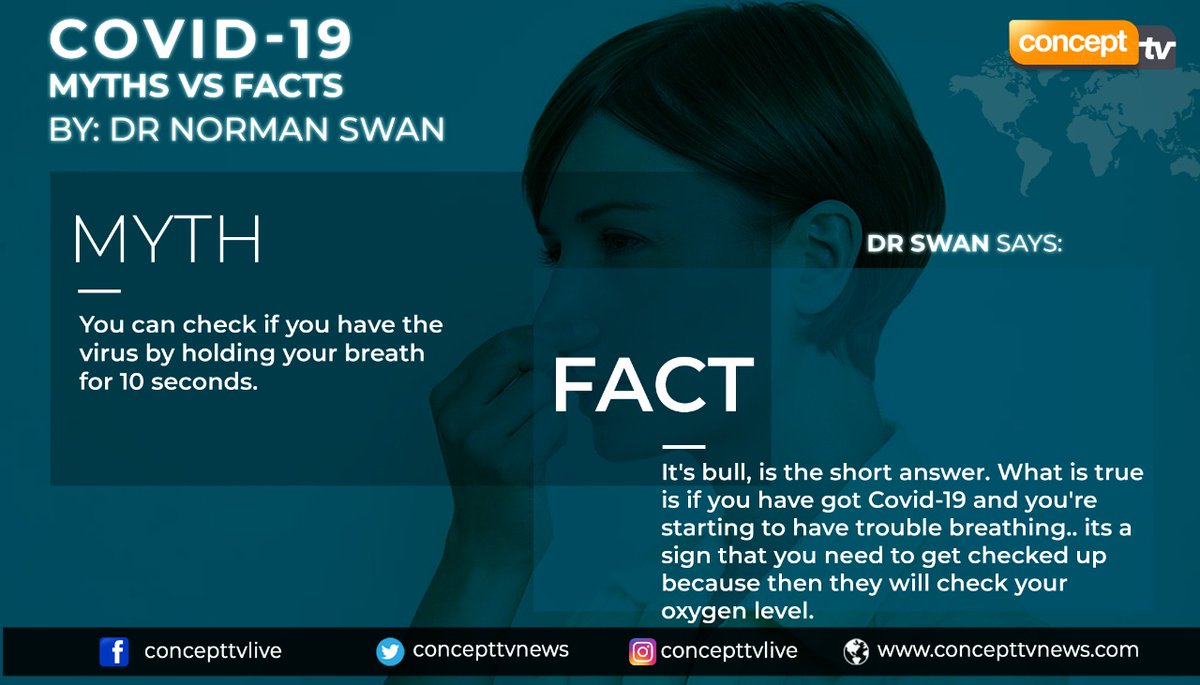 COVID-19
MYTHS VS FACTS
BY: DR NORMAN SWAN
concept tv
MYTH
You can check if you have the
virus by holding your breath
for 10 seconds.
DR SWAN SAYS:
FACT
It's bull, is the short answer. What is true
is if you have got Covid-19 and you're
starting to have trouble breathing.. its a
sign that you need to get checked up
because then they will check your
oxygen level.
concepttvlive
concepttvnews
concepttvlive
www.concepttvnews.com